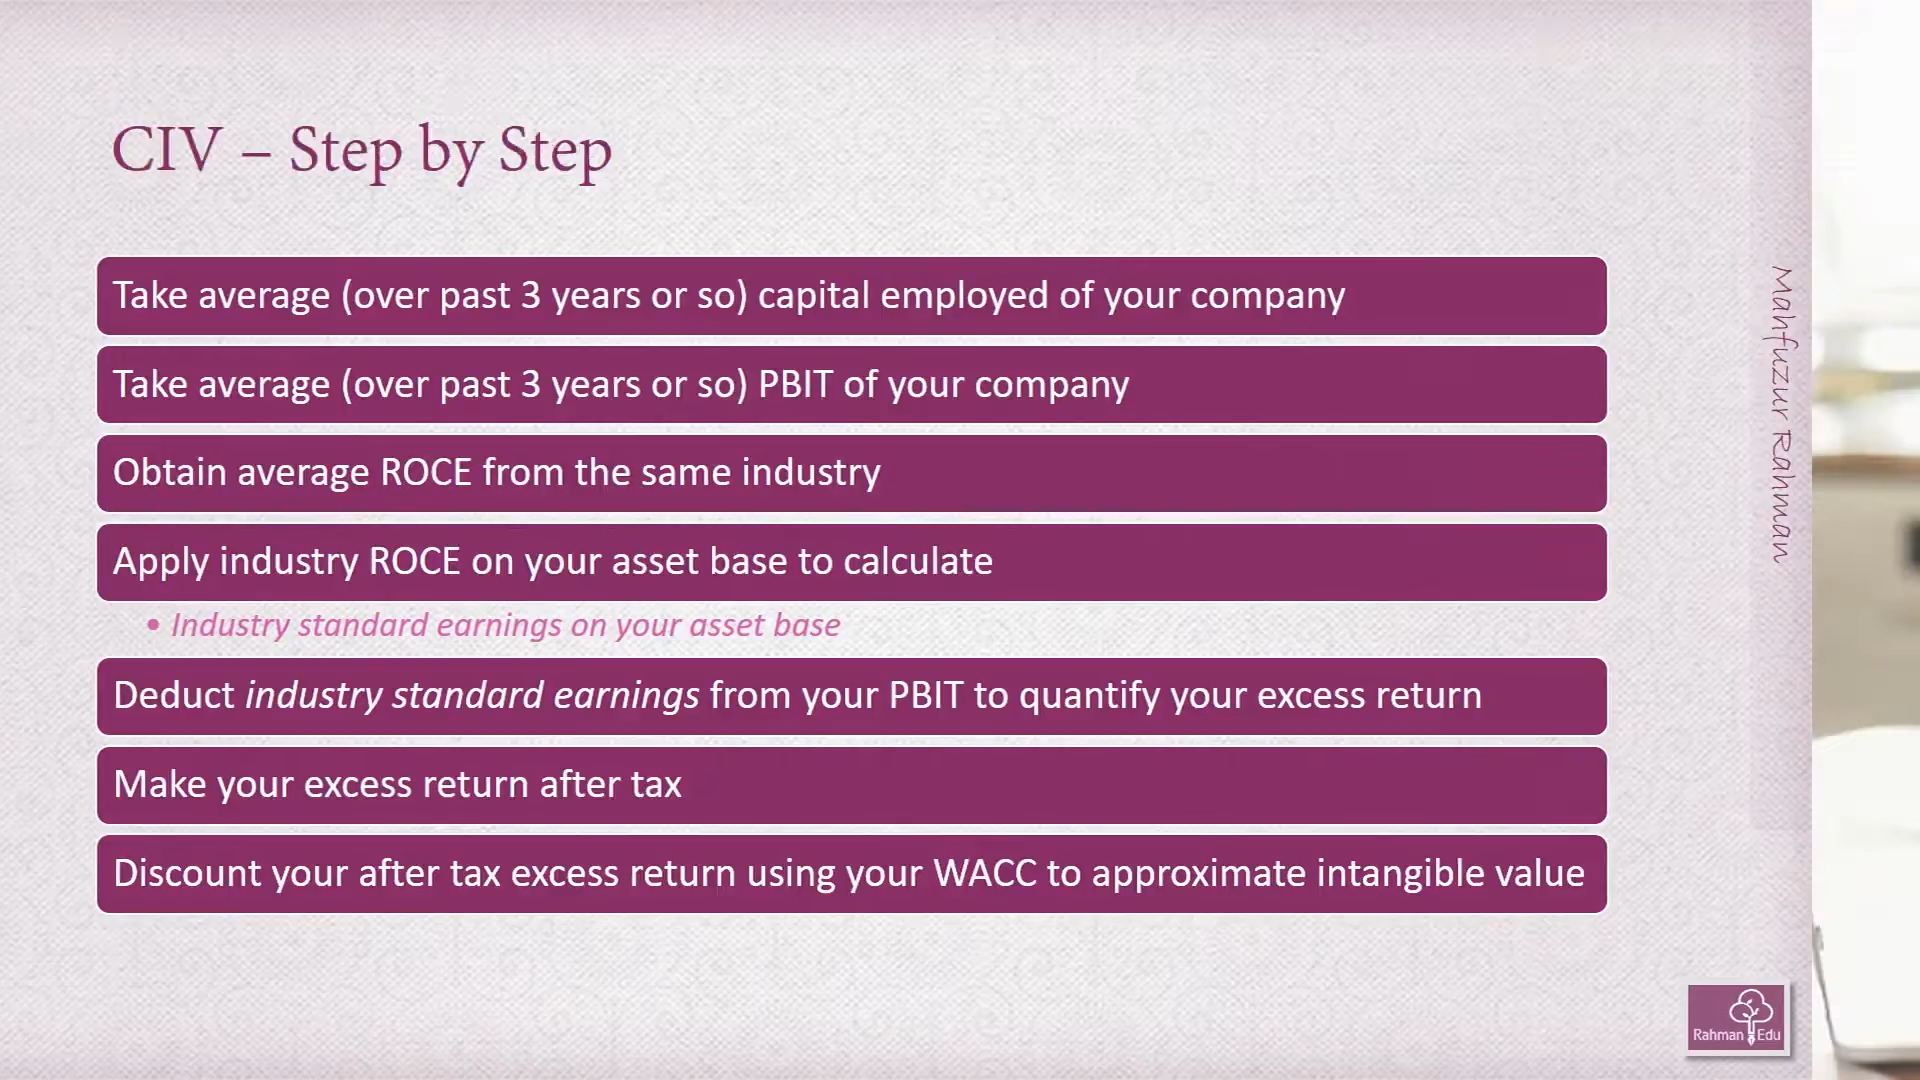 CIV – Step by Step
Take average (over past 3 years or so) capital employed of your company
Take average (over past 3 years or so) PBIT of your company
Obtain average ROCE from the same industry
Apply industry ROCE on your asset base to calculate
• Industry standard earnings on your asset base
Deduct industry standard earnings from your PBIT to quantify your excess return
Make your excess return after tax
Discount your after tax excess return using your WACC to approximate intangible value
Mahfuzur Rahman
Rahman Edu